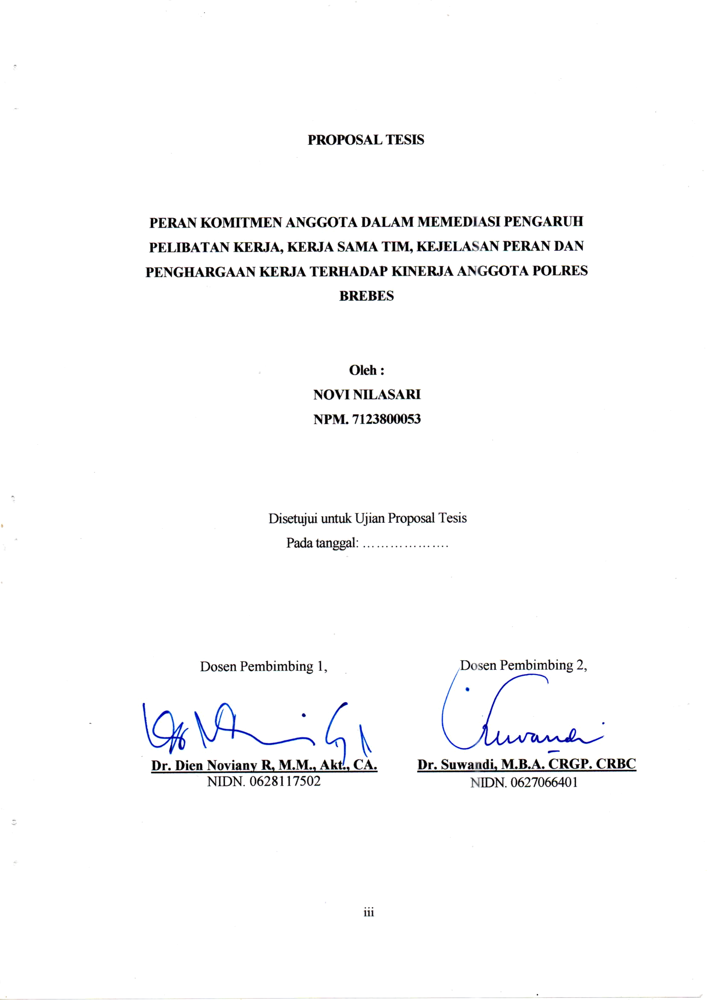 PROPOSAL TESIS
PERAN KOMITMEN ANGGOTA DALAM MEMEDIASI PENGARUH
PELIBATAN KERJA, KERJA SAMA TIM, KEJELASAN PERAN DAN
PENGHARGAAN KERJA TERHADAP KINERJA ANGGOTA POLRES
BREBES
Oleh :
NOVI NILASARI
NPM. 7123800053
Disetujui untuk Ujian Proposal Tesis
Pada tanggal: ...................
Dosen Pembimbing 1,
Dosen Pembimbing 2,
Dr. Dien Noviany R, M.M., Akt., CA.
NIDN. 0628117502
Dr. Suwandi, M.B.A. CRGP. CRBC
NIDN. 0627066401
iii